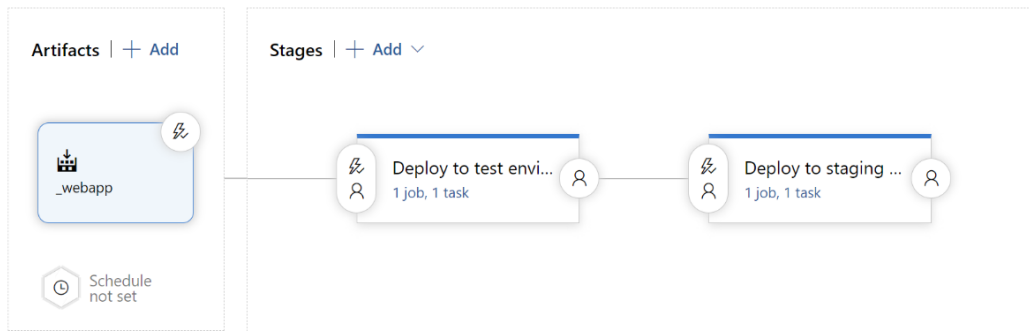 Artifacts | + Add
Stages | + Add
_webapp
Deploy to test envi...
1 job, 1 task
Deploy to staging ...
1 job, 1 task
Schedule
not set